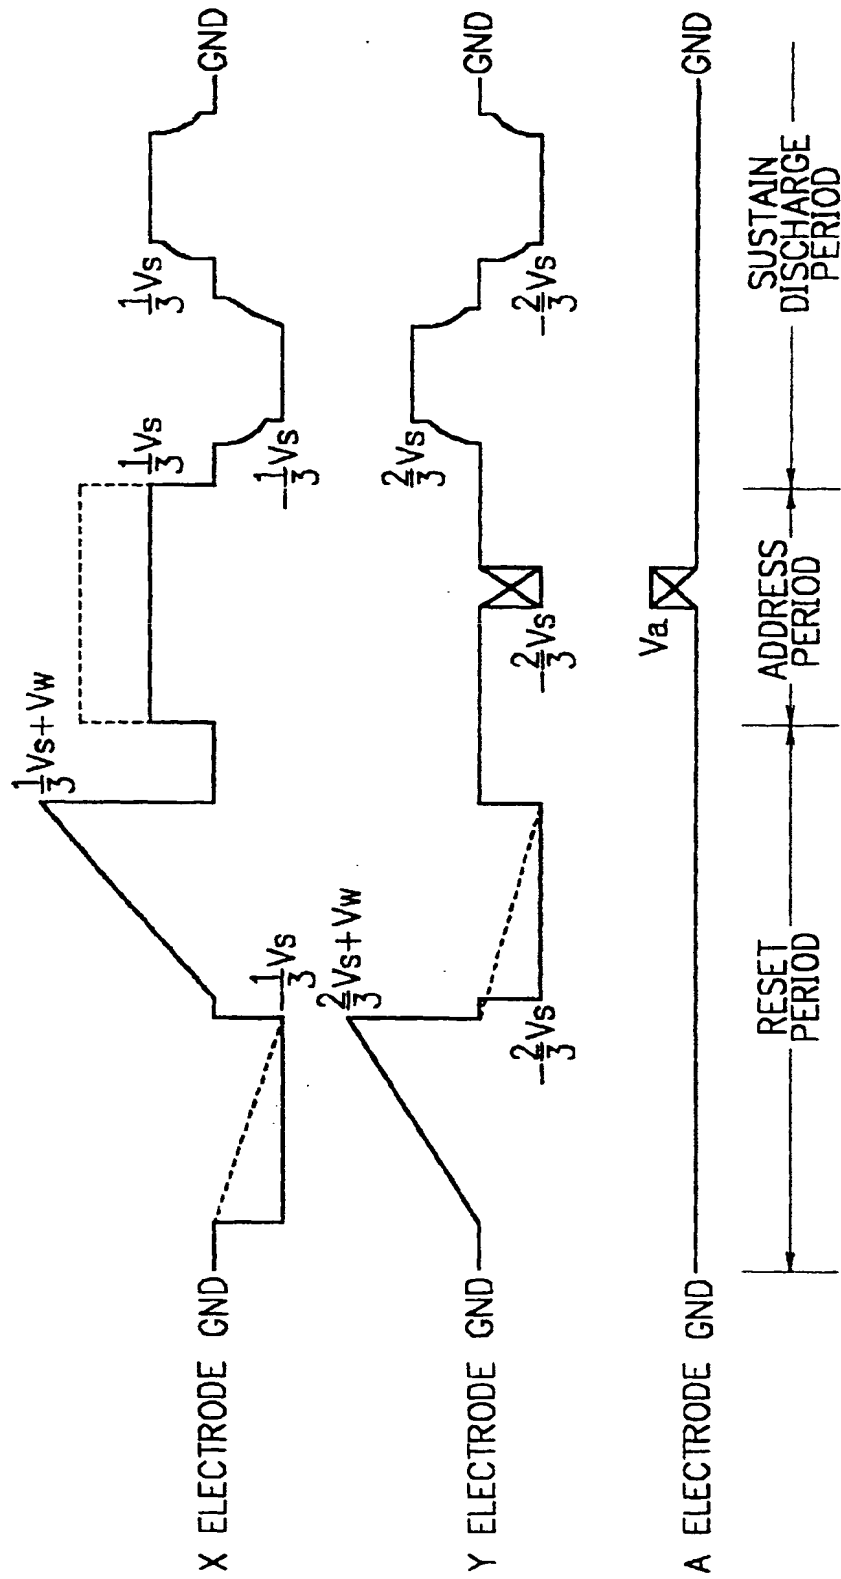 X ELECTRODE GND
-1/3Vs
1/3Vs+Vw
1/3Vs
-1/3Vs
1/3Vs
GND
Y ELECTRODE GND
2/3Vs+Vw
-2/3Vs
-2/3Vs
2/3Vs
-2/3Vs
GND
A ELECTRODE GND
Va
GND
RESET
PERIOD
ADDRESS
PERIOD
SUSTAIN
DISCHARGE
PERIOD